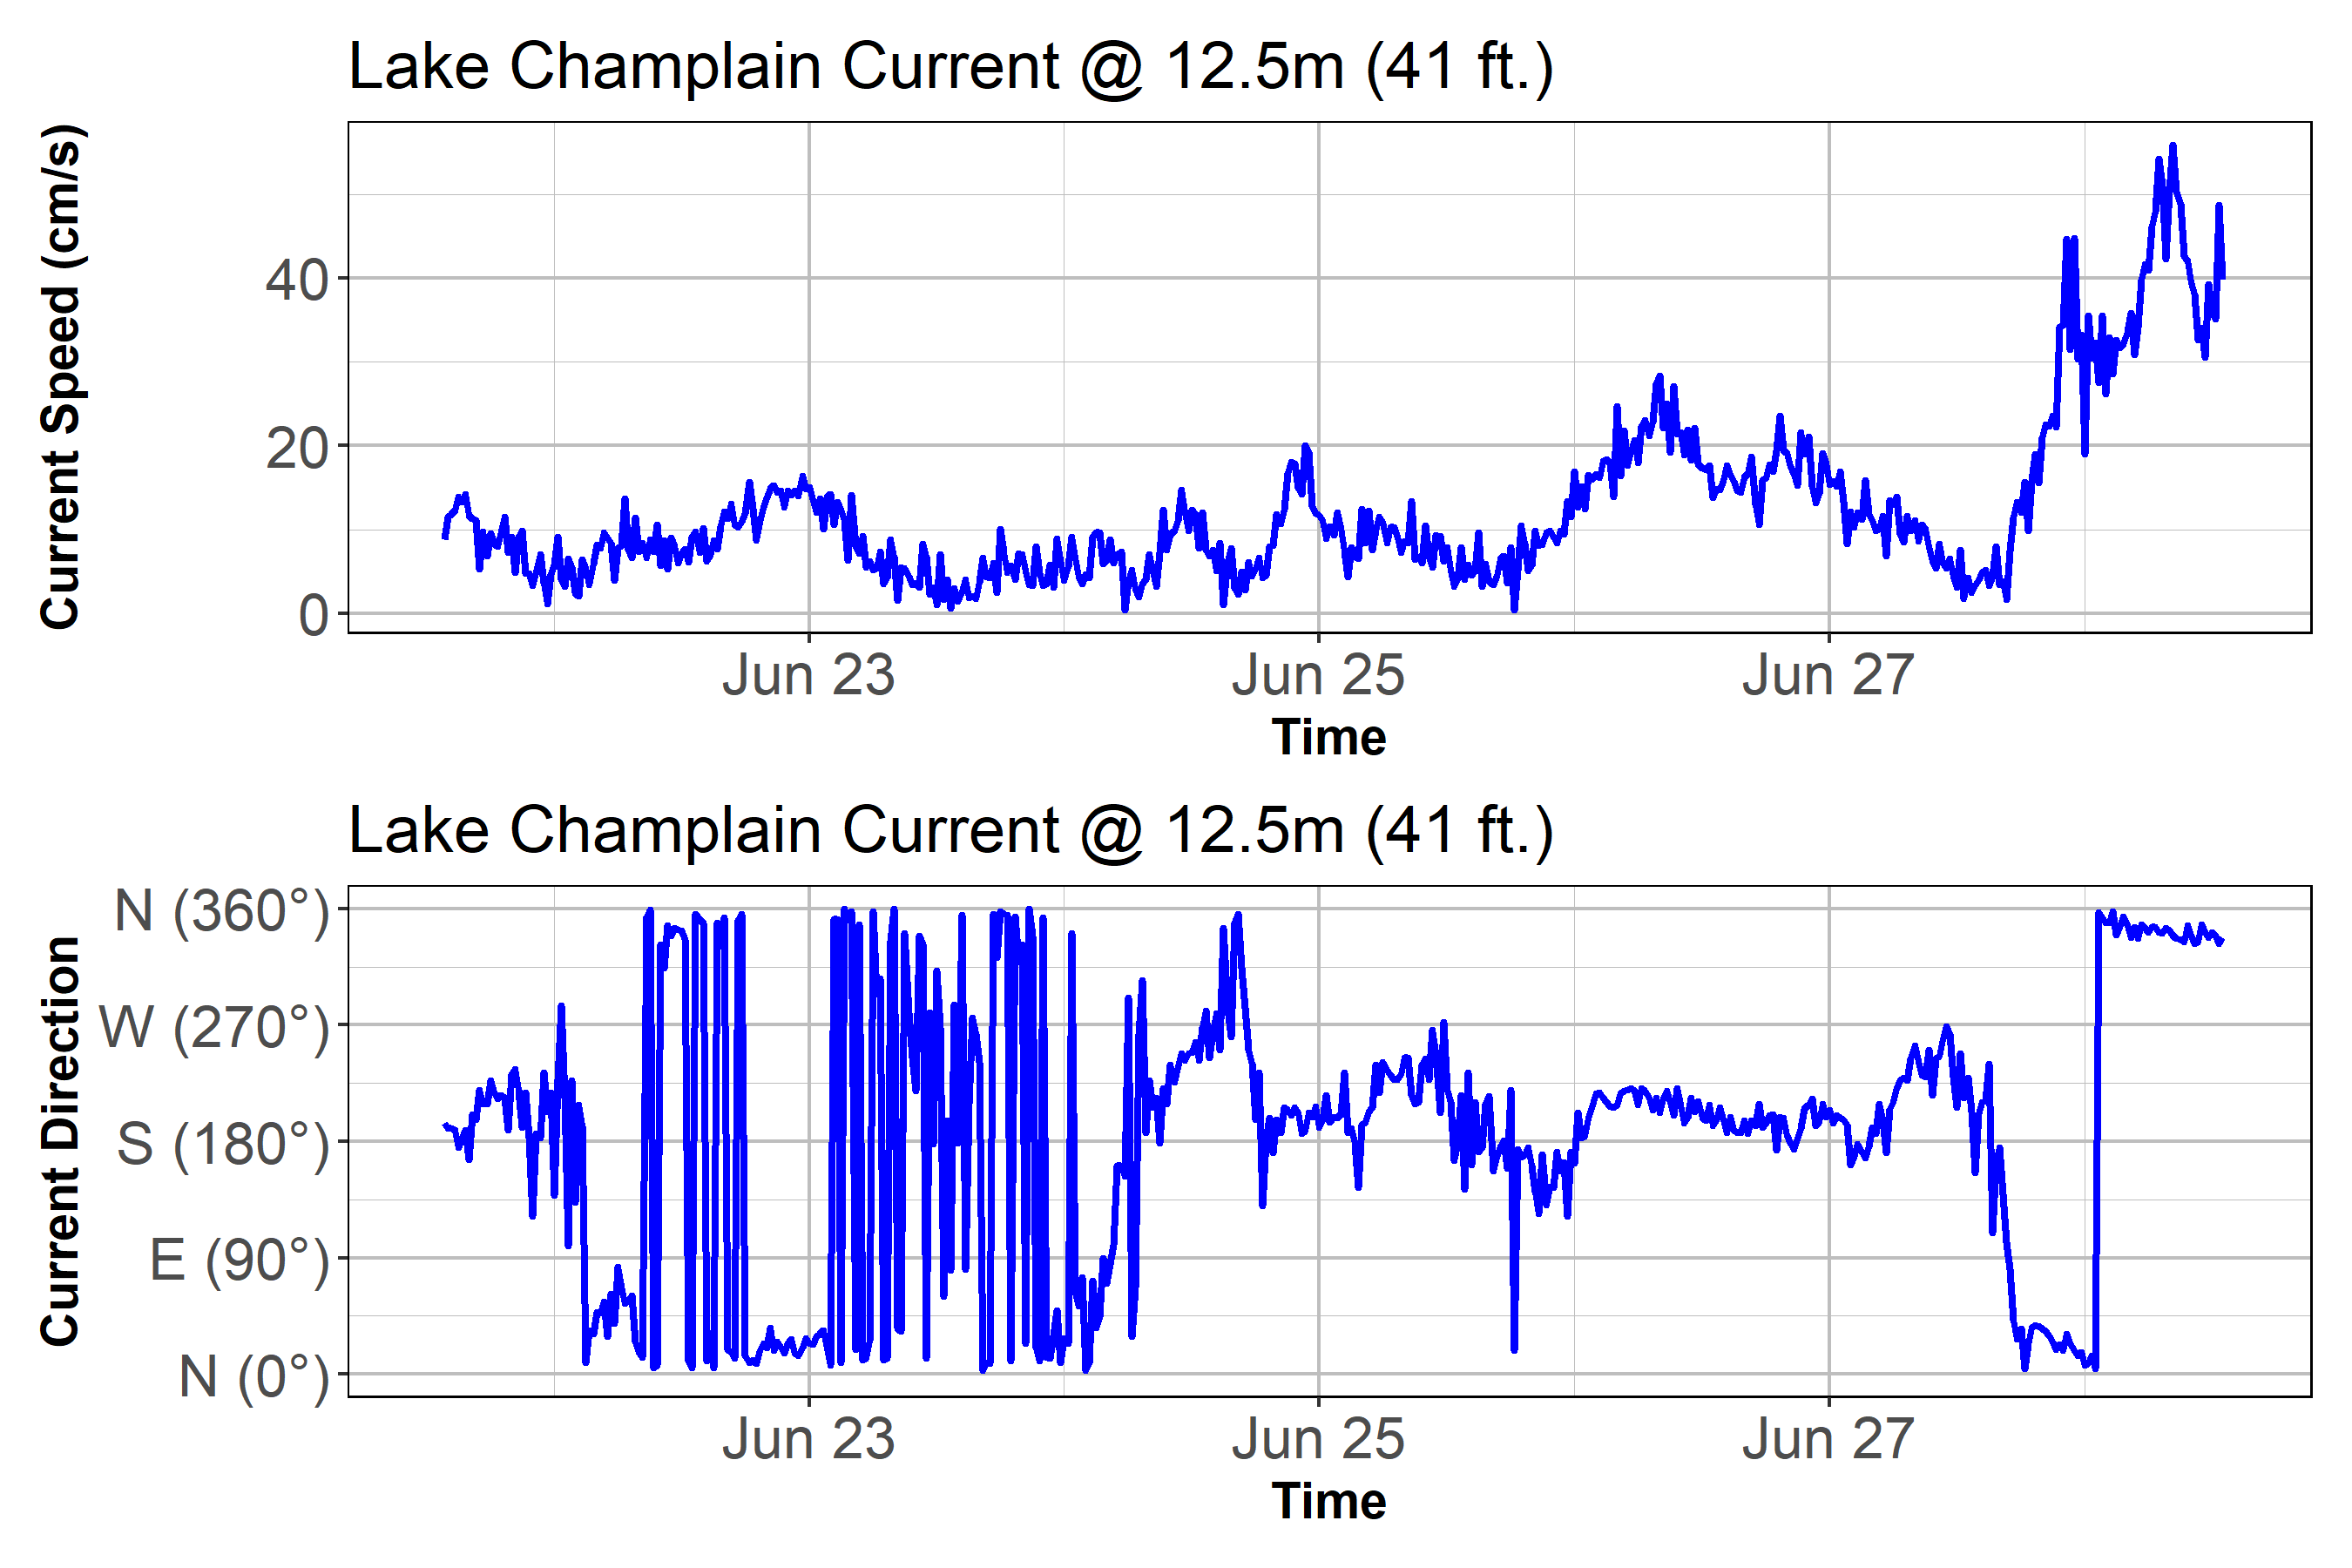 Lake Champlain Current @ 12.5m (41 ft.)
Current Speed (cm/s)
40
20
0
Jun 23
Jun 25
Jun 27
Time
Lake Champlain Current @ 12.5m (41 ft.)
Current Direction
N (360°)
W (270°)
S (180°)
E (90°)
N (0°)
Jun 23
Jun 25
Jun 27
Time